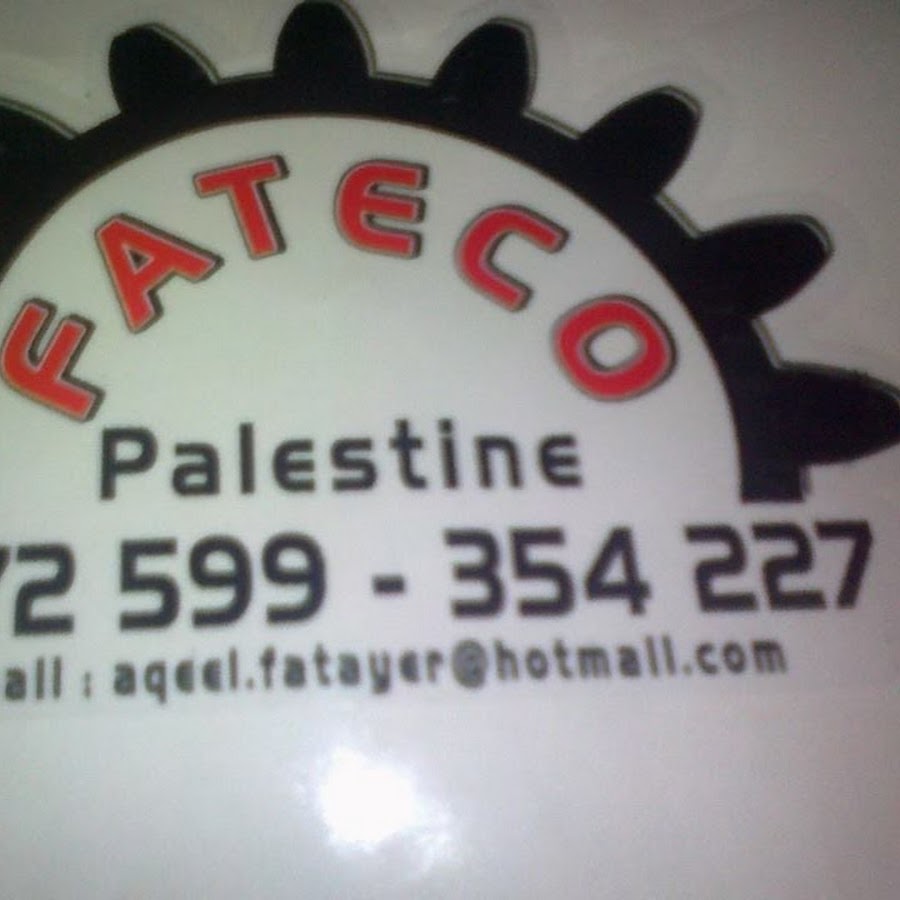 FATECO
Palestine
72 599 - 354 227
ail : aqeel.fatayer@hotmail.com